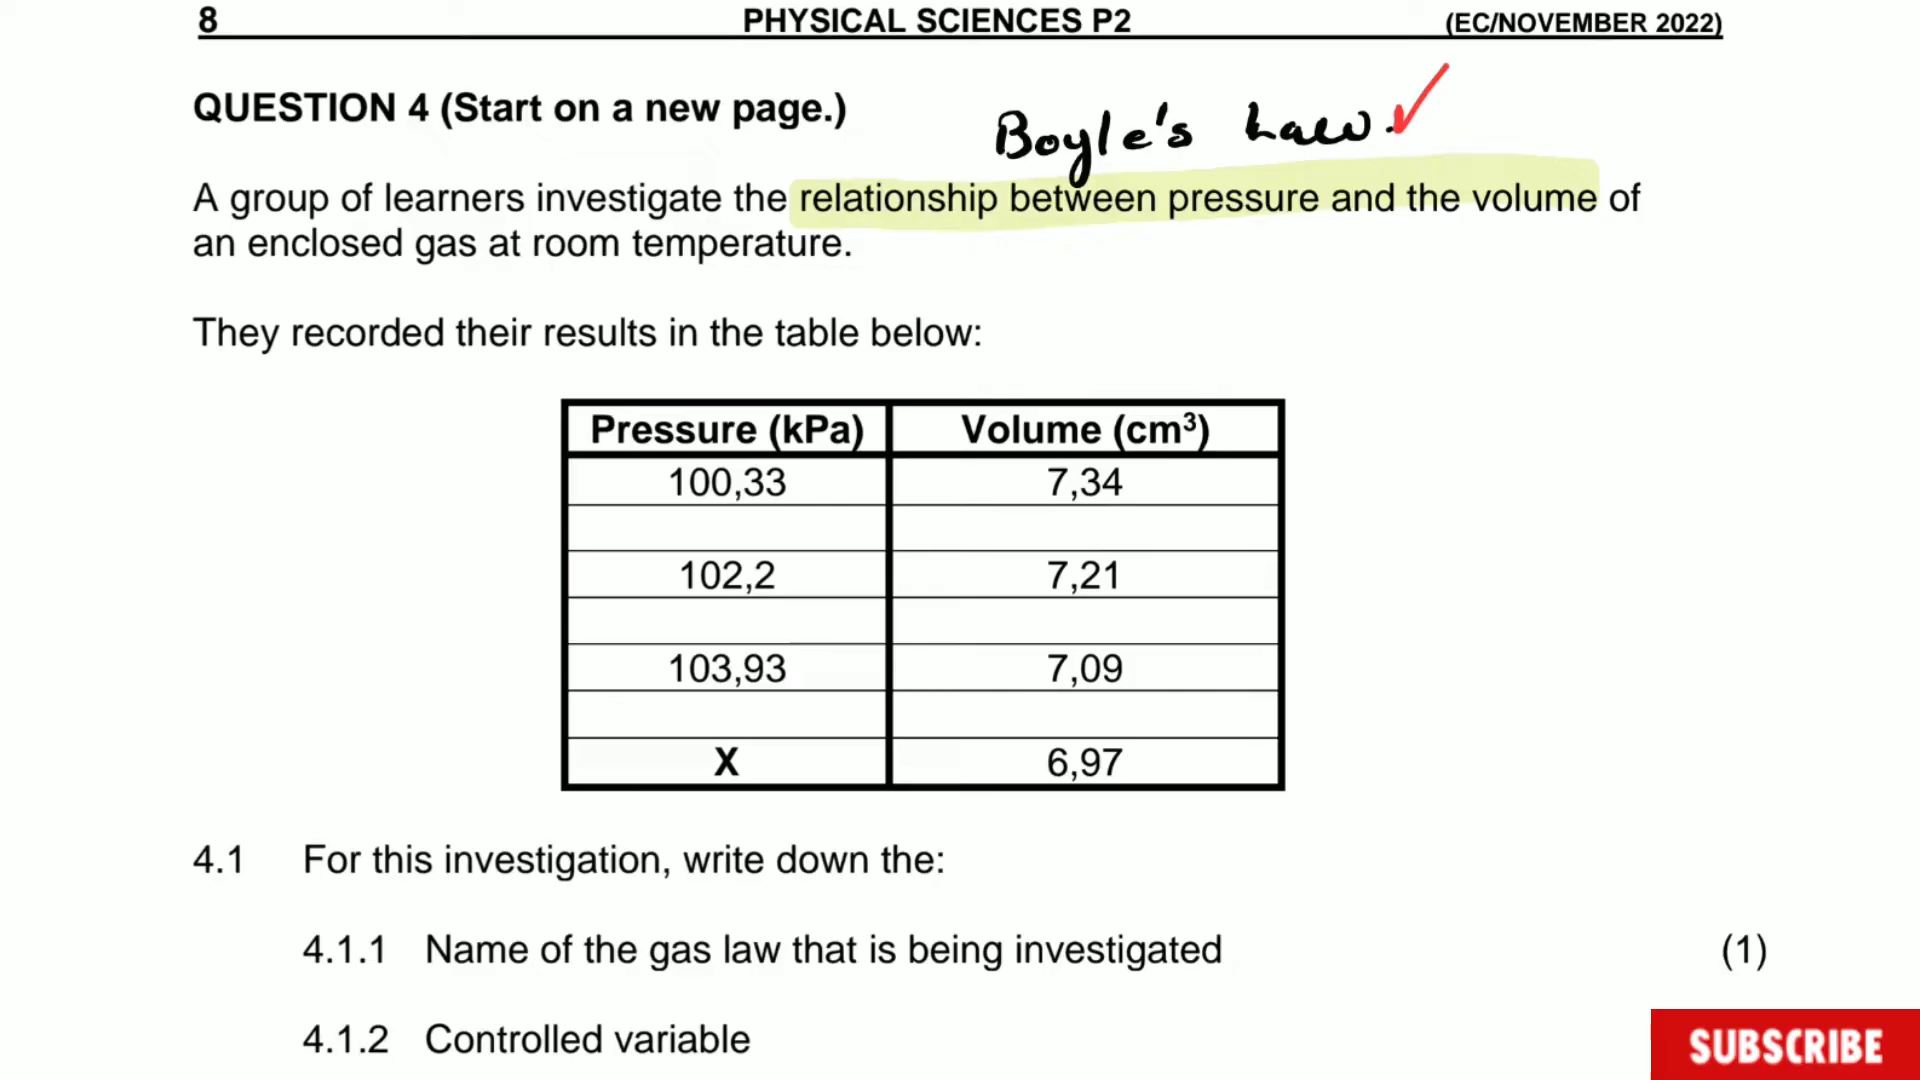 8 PHYSICAL SCIENCES P2 (EC/NOVEMBER 2022)
QUESTION 4 (Start on a new page.)
Boyle's Law.
A group of learners investigate the relationship between pressure and the volume of
an enclosed gas at room temperature.
They recorded their results in the table below:
Pressure (kPa) Volume (cm³)
100,33 7,34
102,2 7,21
103,93 7,09
X 6,97
4.1 For this investigation, write down the:
4.1.1 Name of the gas law that is being investigated (1)
4.1.2 Controlled variable
SUBSCRIBE